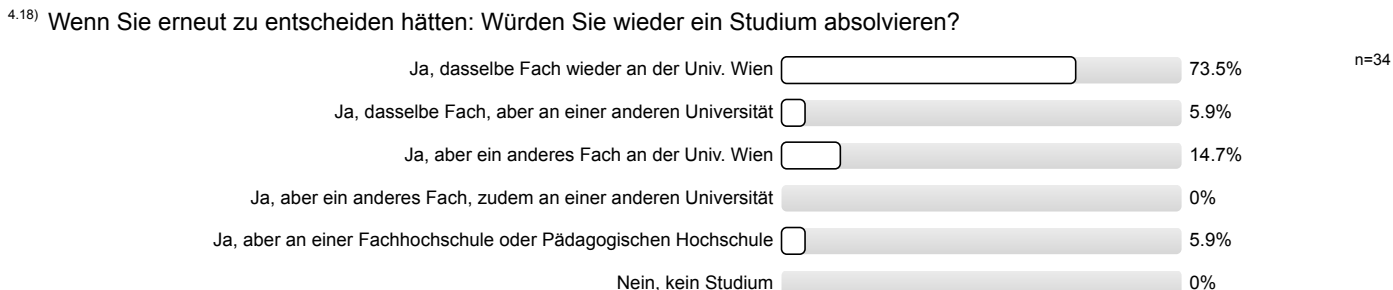 4.18) Wenn Sie erneut zu entscheiden hätten: Würden Sie wieder ein Studium absolvieren?
Ja, dasselbe Fach wieder an der Univ. Wien 73.5% n=34
Ja, dasselbe Fach, aber an einer anderen Universität 5.9%
Ja, aber ein anderes Fach an der Univ. Wien 14.7%
Ja, aber ein anderes Fach, zudem an einer anderen Universität 0%
Ja, aber an einer Fachhochschule oder Pädagogischen Hochschule 5.9%
Nein, kein Studium 0%